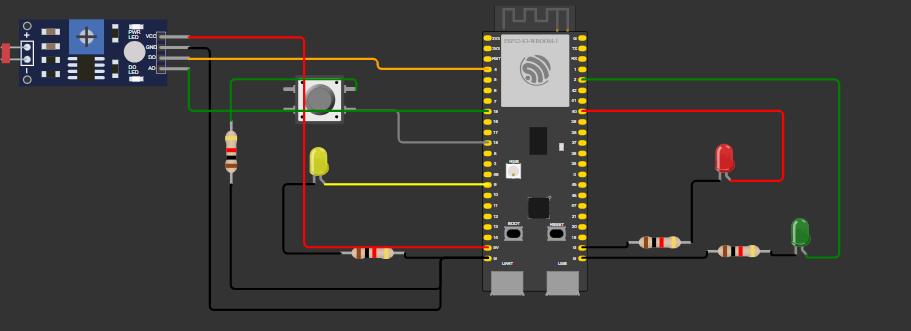 PWR
LED
VCC
GND
DO
AO
DO
LED
+
ESP32-S3-WROOM-1
3V3
3V3
RST
4
5
6
7
15
16
17
18
8
3
46
9
10
11
12
13
14
5V
G
G
TX
RX
1
2
42
41
40
39
38
37
36
35
0
45
48
47
21
20
19
G
G
RGB
BOOT
RESET
UART
USB